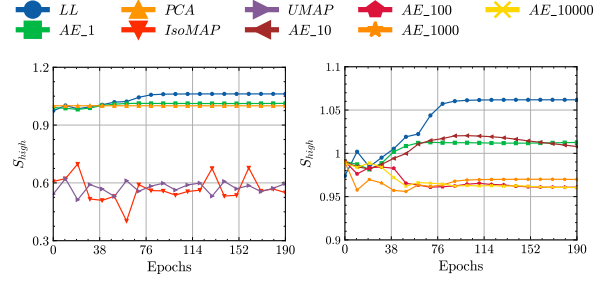 LL PCA UMAP AE_100 AE_10000
AE_1 IsoMAP AE_10 AE_1000
1.2
0.9
0.6
0.3
S_high
0 38 76 114 152 190
Epochs
1.1
1.05
1
0.95
0.9
S_high
0 38 76 114 152 190
Epochs